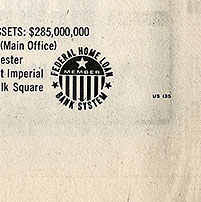 SSETS: $285,000,000
(Main Office)
ester
t Imperial
lk Square
FEDERAL HOME LOAN
MEMBER
BANK SYSTEM
US 135